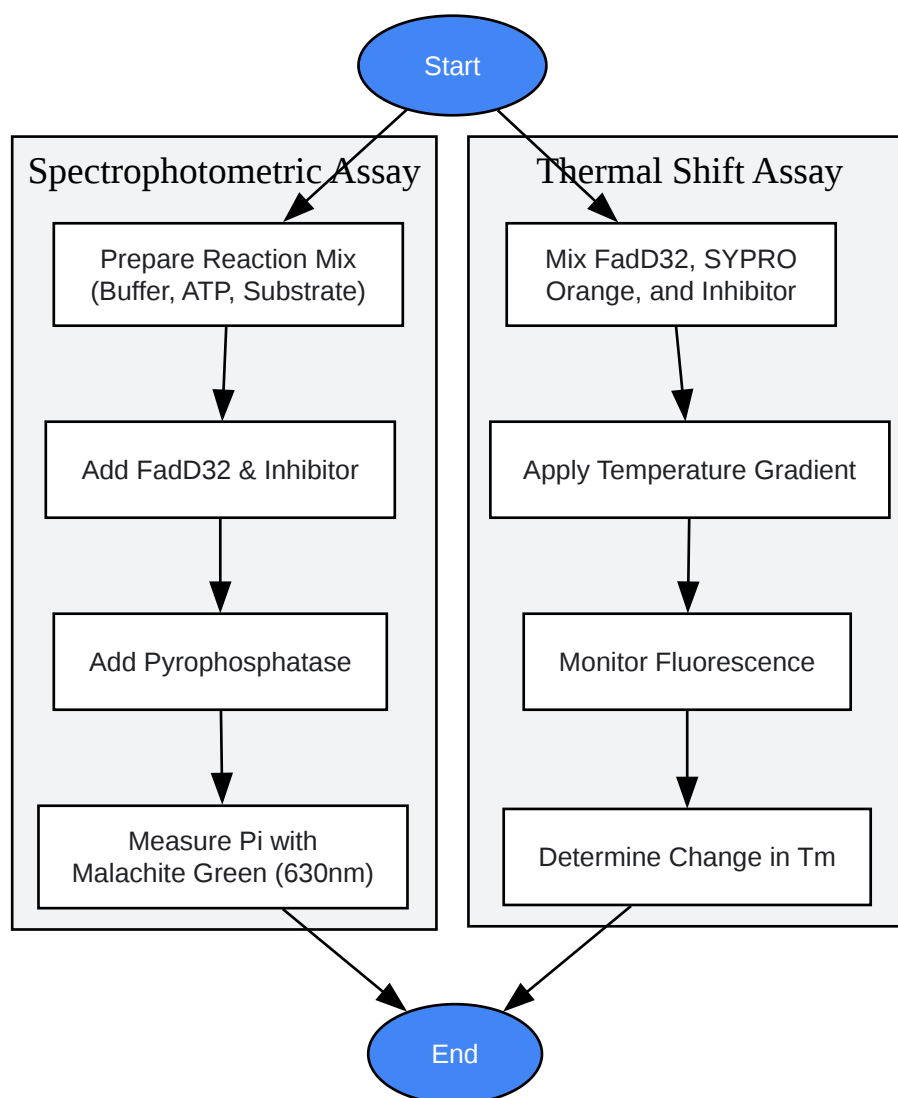 Start
Spectrophotometric Assay
Prepare Reaction Mix
(Buffer, ATP, Substrate)
Add FadD32 & Inhibitor
Add Pyrophosphatase
Measure Pi with
Malachite Green (630nm)
Thermal Shift Assay
Mix FadD32, SYPRO
Orange, and Inhibitor
Apply Temperature Gradient
Monitor Fluorescence
Determine Change in Tm
End